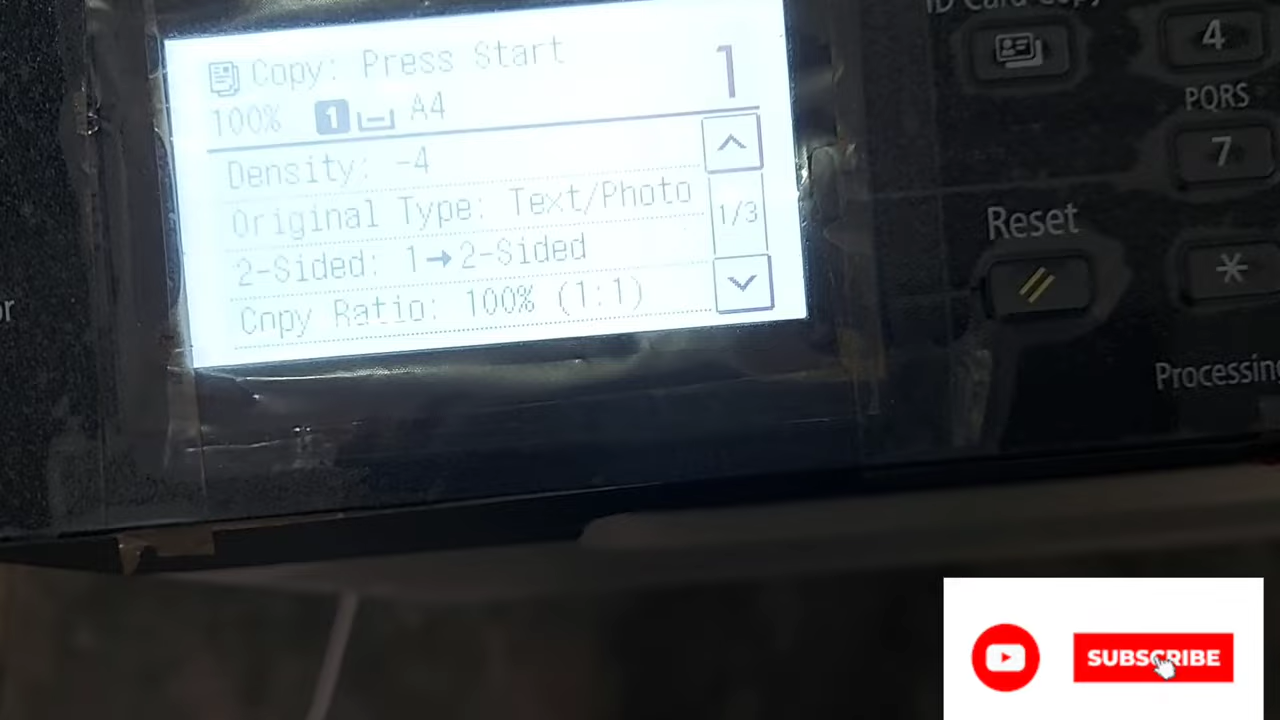 Copy: Press Start
1
100% 1 A4
Density: -4
Original Type: Text/Photo
1/3
2-Sided: 1→2-Sided
Copy Ratio: 100% (1:1)
ID Card Copy
4
PQRS
7
Reset
*
SUBSCRIBE